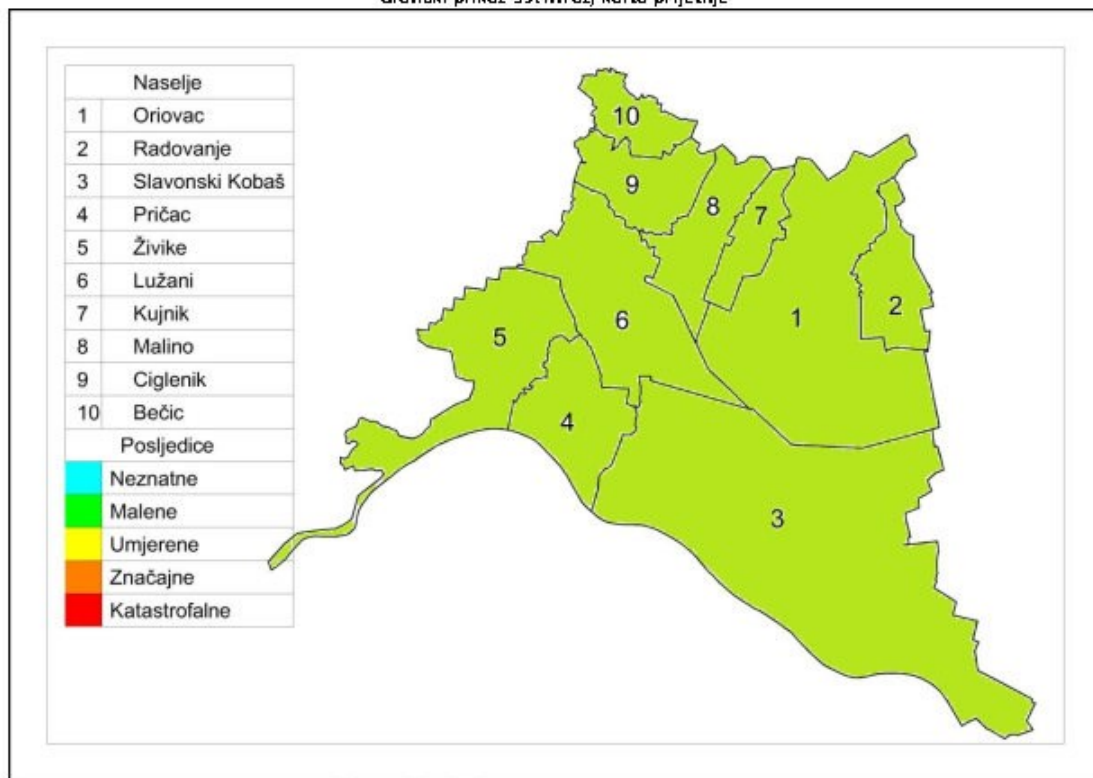 Naselje
1 Oriovac
2 Radovanje
3 Slavonski Kobaš
4 Pričac
5 Živike
6 Lužani
7 Kujnik
8 Malino
9 Ciglenik
10 Bečic
Posljedice
Neznatne
Malene
Umjerene
Značajne
Katastrofalne
10
9
8
7
2
1
6
5
4
3